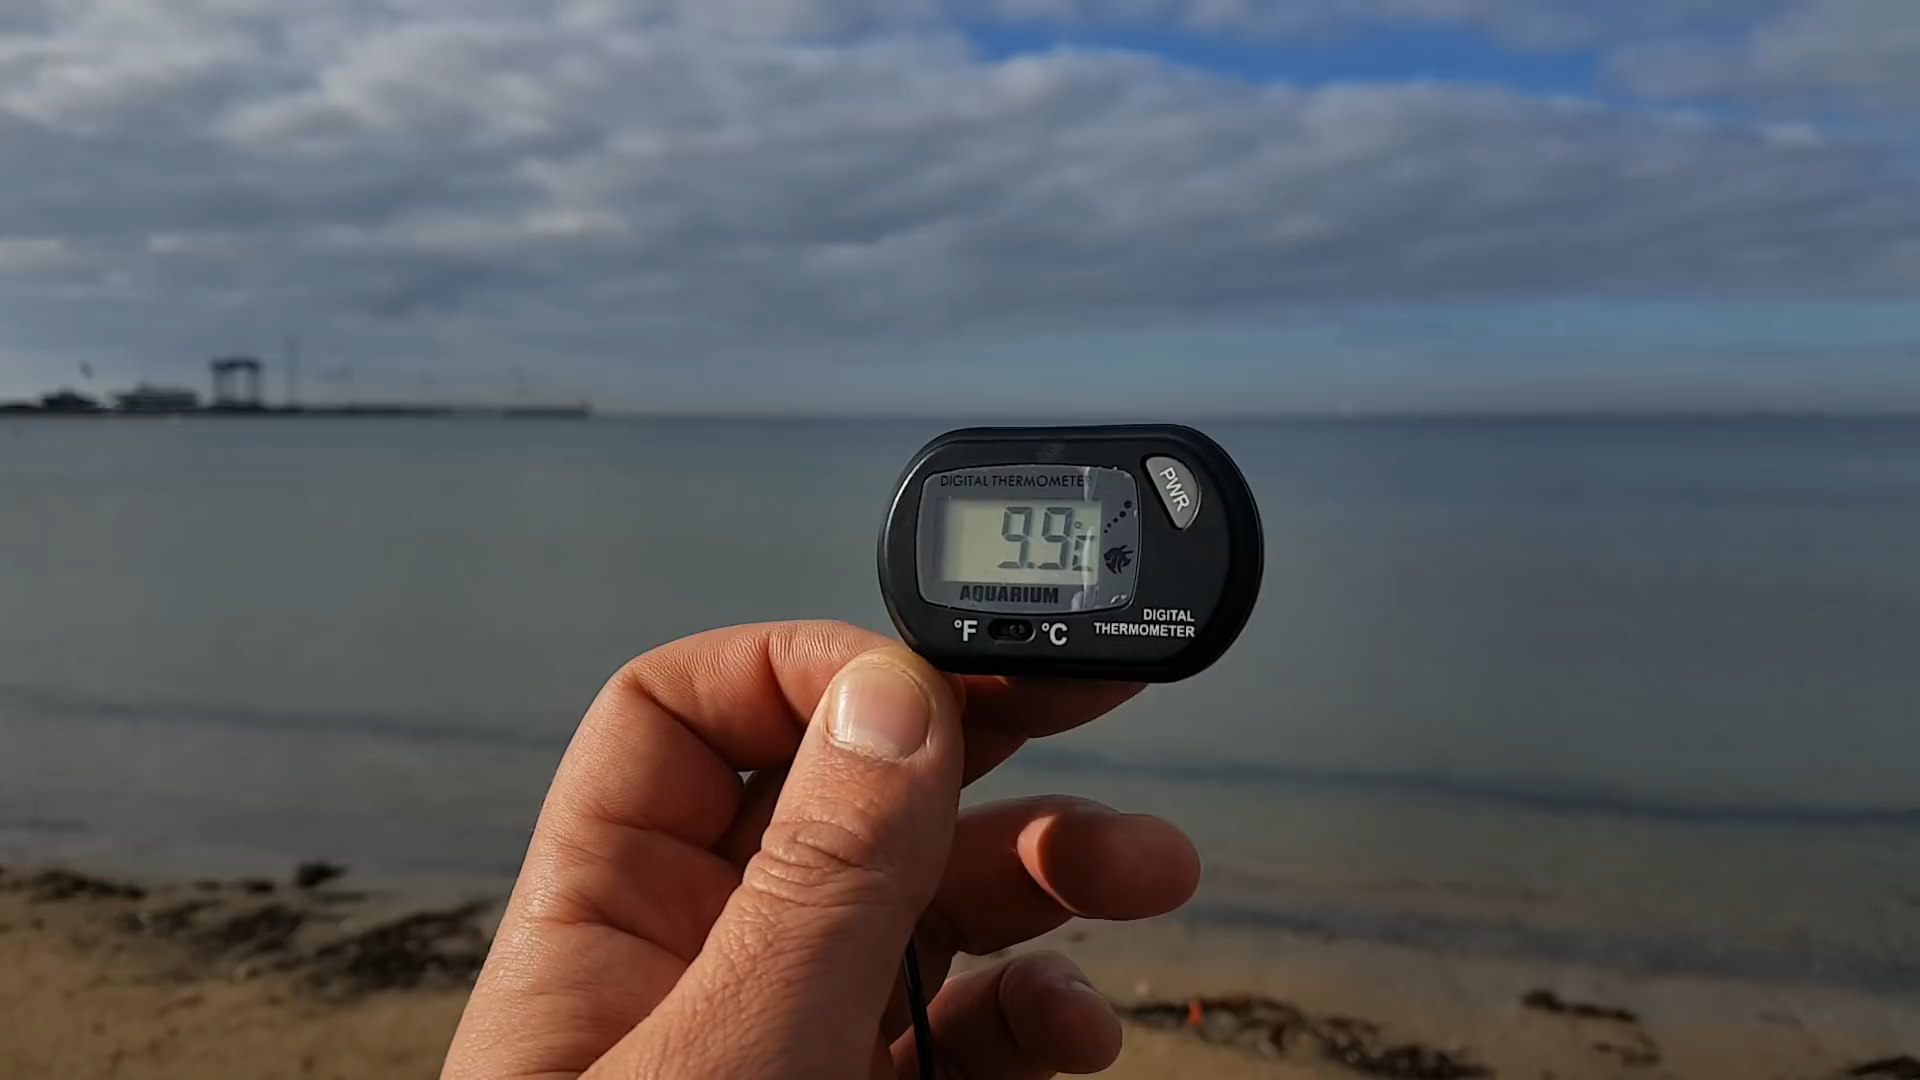 DIGITAL THERMOMETER
PWR
9.9°C
AQUARIUM
°F °C
DIGITAL
THERMOMETER